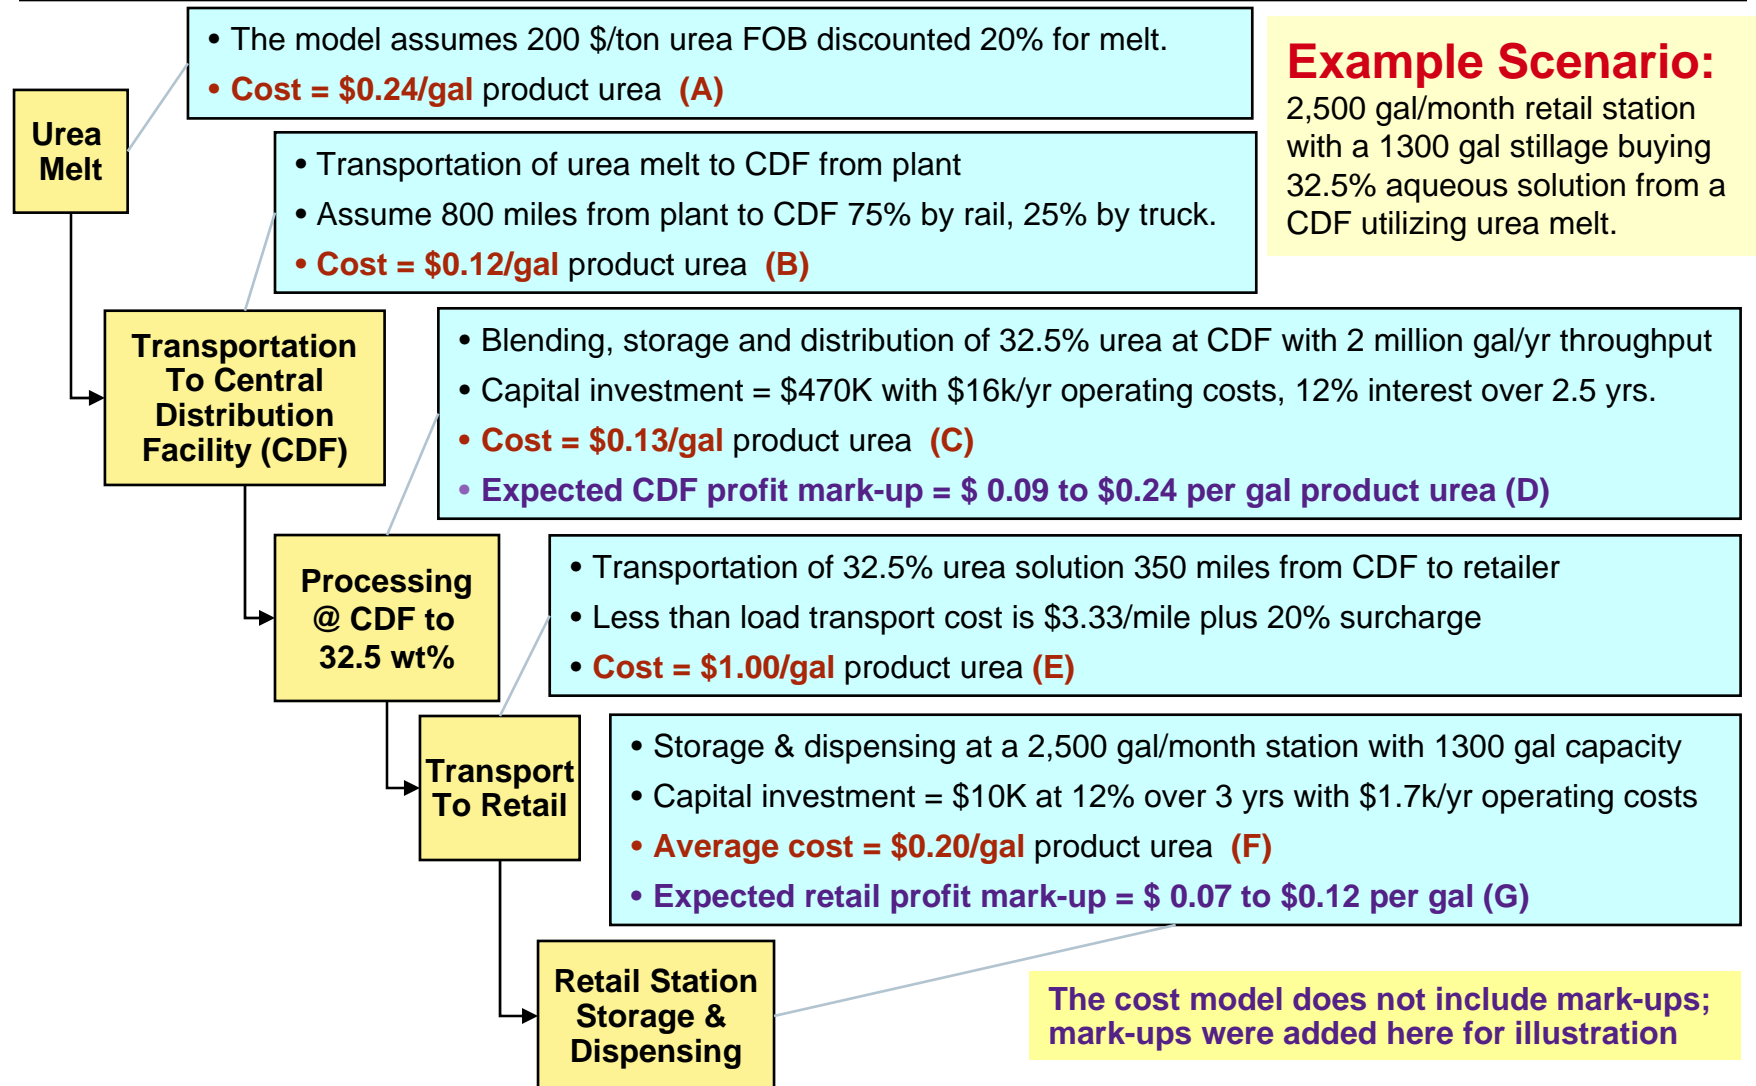 • The model assumes 200 $/ton urea FOB discounted 20% for melt.
• Cost = $0.24/gal product urea (A)
Example Scenario:
2,500 gal/month retail station
with a 1300 gal stillage buying
32.5% aqueous solution from a
CDF utilizing urea melt.
Urea
Melt
• Transportation of urea melt to CDF from plant
• Assume 800 miles from plant to CDF 75% by rail, 25% by truck.
• Cost = $0.12/gal product urea (B)
Transportation
To Central
Distribution
Facility (CDF)
• Blending, storage and distribution of 32.5% urea at CDF with 2 million gal/yr throughput
• Capital investment = $470K with $16k/yr operating costs, 12% interest over 2.5 yrs.
• Cost = $0.13/gal product urea (C)
• Expected CDF profit mark-up = $ 0.09 to $0.24 per gal product urea (D)
Processing
@ CDF to
32.5 wt%
• Transportation of 32.5% urea solution 350 miles from CDF to retailer
• Less than load transport cost is $3.33/mile plus 20% surcharge
• Cost = $1.00/gal product urea (E)
Transport
To Retail
• Storage & dispensing at a 2,500 gal/month station with 1300 gal capacity
• Capital investment = $10K at 12% over 3 yrs with $1.7k/yr operating costs
• Average cost = $0.20/gal product urea (F)
• Expected retail profit mark-up = $ 0.07 to $0.12 per gal (G)
Retail Station
Storage &
Dispensing
The cost model does not include mark-ups;
mark-ups were added here for illustration